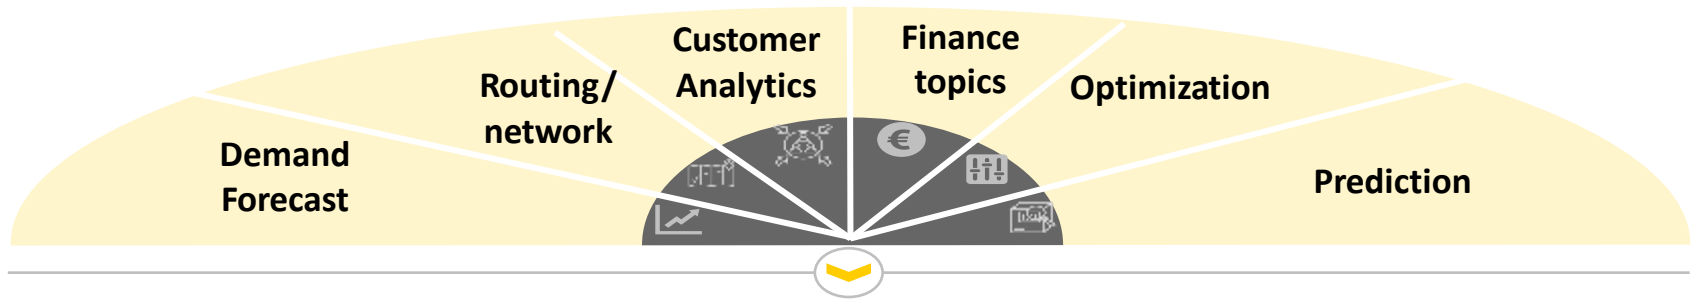 Demand
Forecast
Routing/
network
Customer
Analytics
Finance
topics
Optimization
Prediction
€